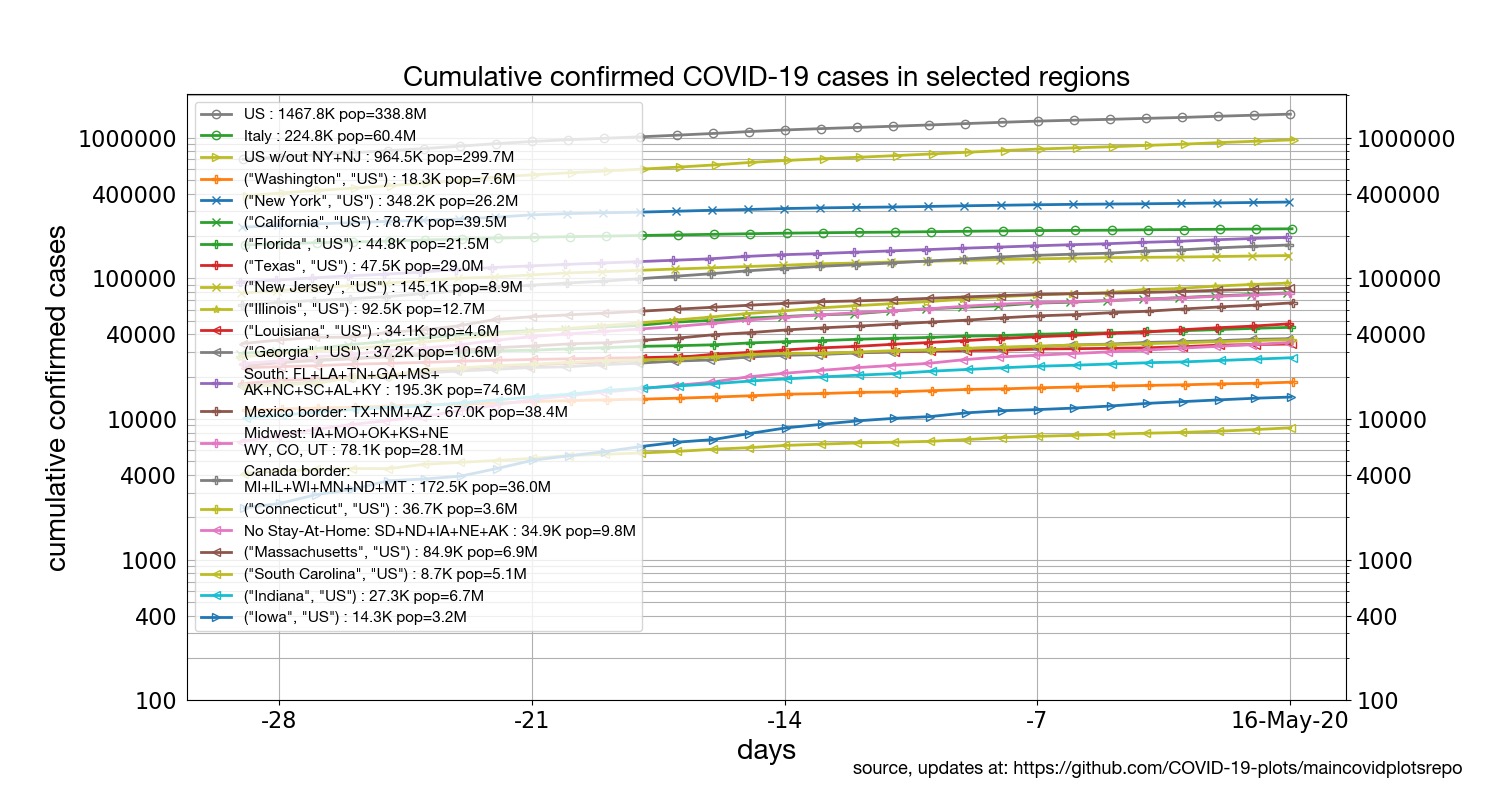 Cumulative confirmed COVID-19 cases in selected regions
US : 1467.8K pop=338.8M
Italy : 224.8K pop=60.4M
US w/out NY+NJ : 964.5K pop=299.7M
("Washington", "US") : 18.3K pop=7.6M
("New York", "US") : 348.2K pop=26.2M
("California", "US") : 78.7K pop=39.5M
("Florida", "US") : 44.8K pop=21.5M
("Texas", "US") : 47.5K pop=29.0M
("New Jersey", "US") : 145.1K pop=8.9M
("Illinois", "US") : 92.5K pop=12.7M
("Louisiana", "US") : 34.1K pop=4.6M
("Georgia", "US") : 37.2K pop=10.6M
South: FL+LA+TN+GA+MS+
AK+NC+SC+AL+KY : 195.3K pop=74.6M
Mexico border: TX+NM+AZ : 67.0K pop=38.4M
Midwest: IA+MO+OK+KS+NE
WY, CO, UT : 78.1K pop=28.1M
Canada border:
MI+IL+WI+MN+ND+MT : 172.5K pop=36.0M
("Connecticut", "US") : 36.7K pop=3.6M
No Stay-At-Home: SD+ND+IA+NE+AK : 34.9K pop=9.8M
("Massachusetts", "US") : 84.9K pop=6.9M
("South Carolina", "US") : 8.7K pop=5.1M
("Indiana", "US") : 27.3K pop=6.7M
("Iowa", "US") : 14.3K pop=3.2M
cumulative confirmed cases
1000000
400000
100000
40000
10000
4000
1000
400
100
1000000
400000
100000
40000
10000
4000
1000
400
100
-28 -21 -14 -7 16-May-20
days
source, updates at: https://github.com/COVID-19-plots/maincovidplotsrepo